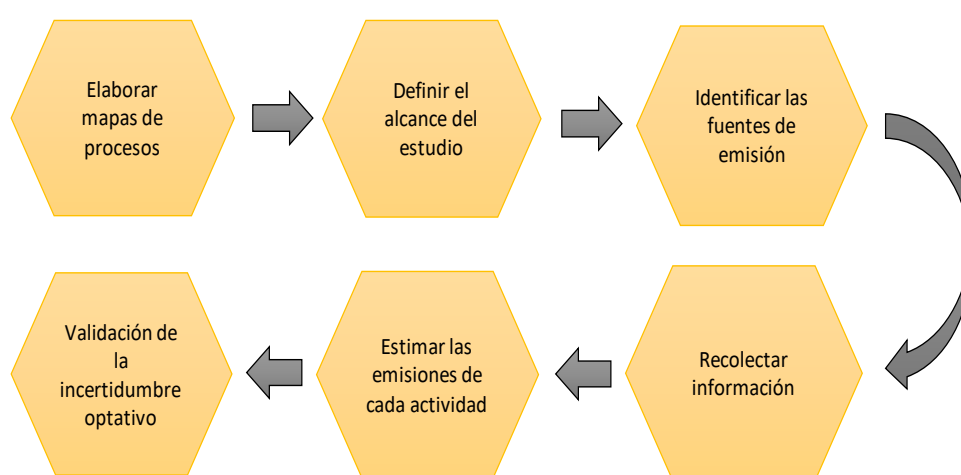 Elaborar
mapas de
procesos
Definir el
alcance del
estudio
Identificar las
fuentes de
emisión
Recolectar
información
Estimar las
emisiones de
cada actividad
Validación de
la
incertidumbre
optativo